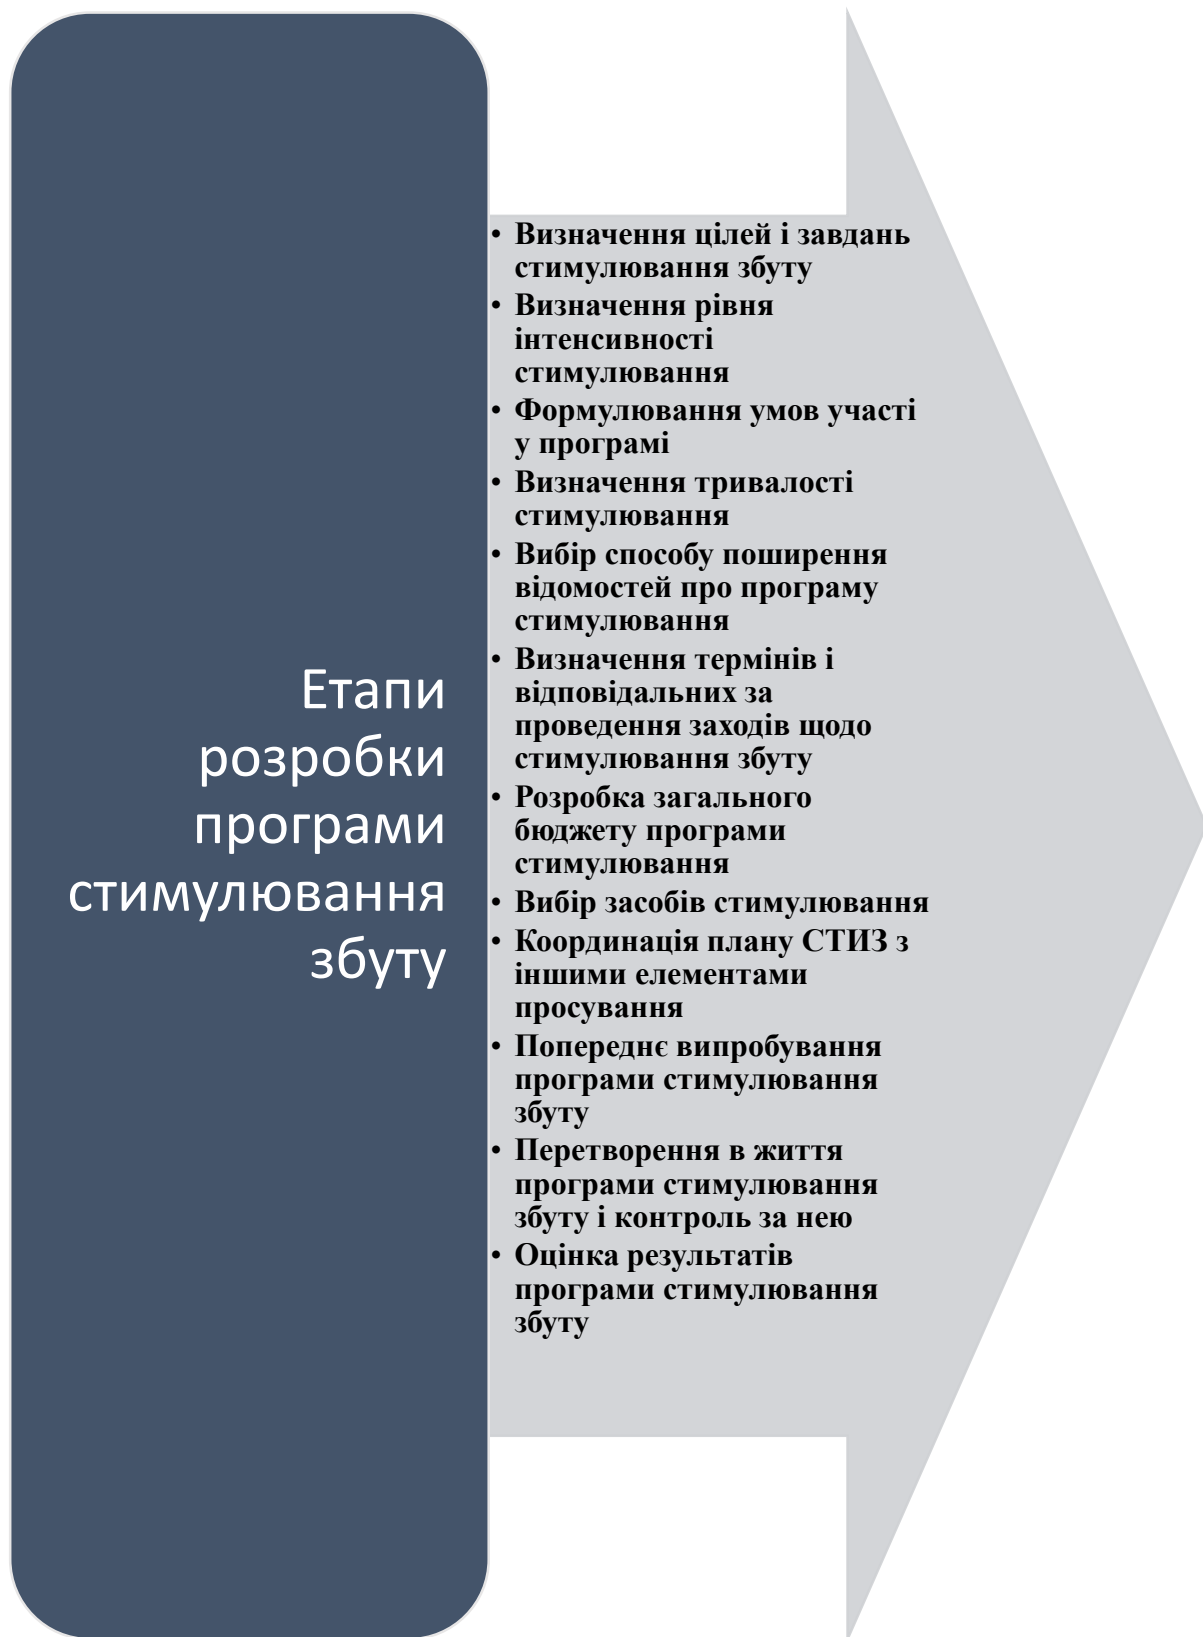 Етапи
розробки
програми
стимулювання
збуту
• Визначення цілей і завдань
стимулювання збуту
• Визначення рівня
інтенсивності
стимулювання
• Формулювання умов участі
у програмі
• Визначення тривалості
стимулювання
• Вибір способу поширення
відомостей про програму
стимулювання
• Визначення термінів і
відповідальних за
проведення заходів щодо
стимулювання збуту
• Розробка загального
бюджету програми
стимулювання
• Вибір засобів стимулювання
• Координація плану СТИЗ з
іншими елементами
просування
• Попереднє випробування
програми стимулювання
збуту
• Перетворення в життя
програми стимулювання
збуту і контроль за нею
• Оцінка результатів
програми стимулювання
збуту